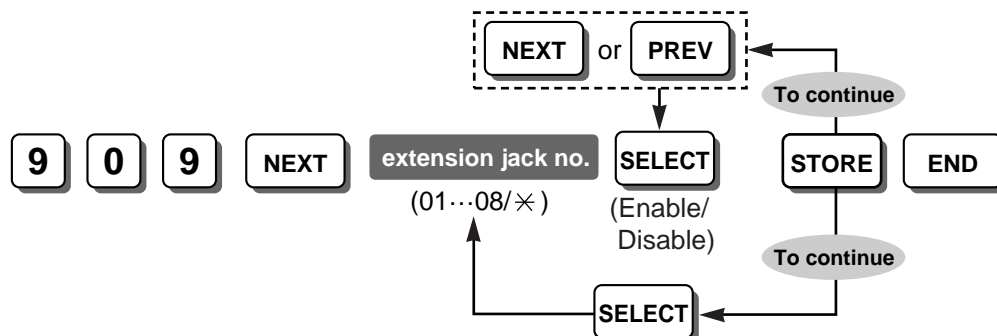 NEXT or PREV
To continue
9 0 9 NEXT extension jack no. SELECT STORE END
(01···08/✳)
(Enable/
Disable)
To continue
SELECT